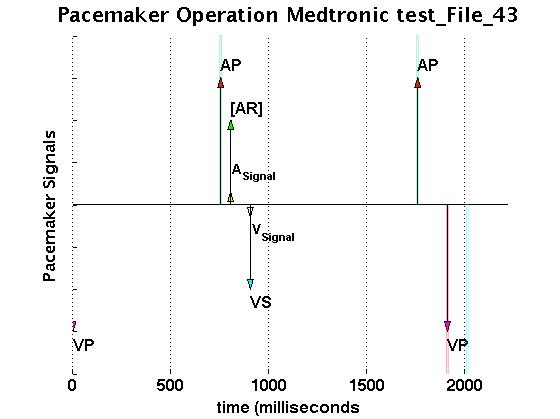 Pacemaker Operation Medtronic test_File_43
AP AP
[AR]
A Signal
Pacemaker Signals
V Signal
VS
VP VP
0 500 1000 1500 2000
time (milliseconds